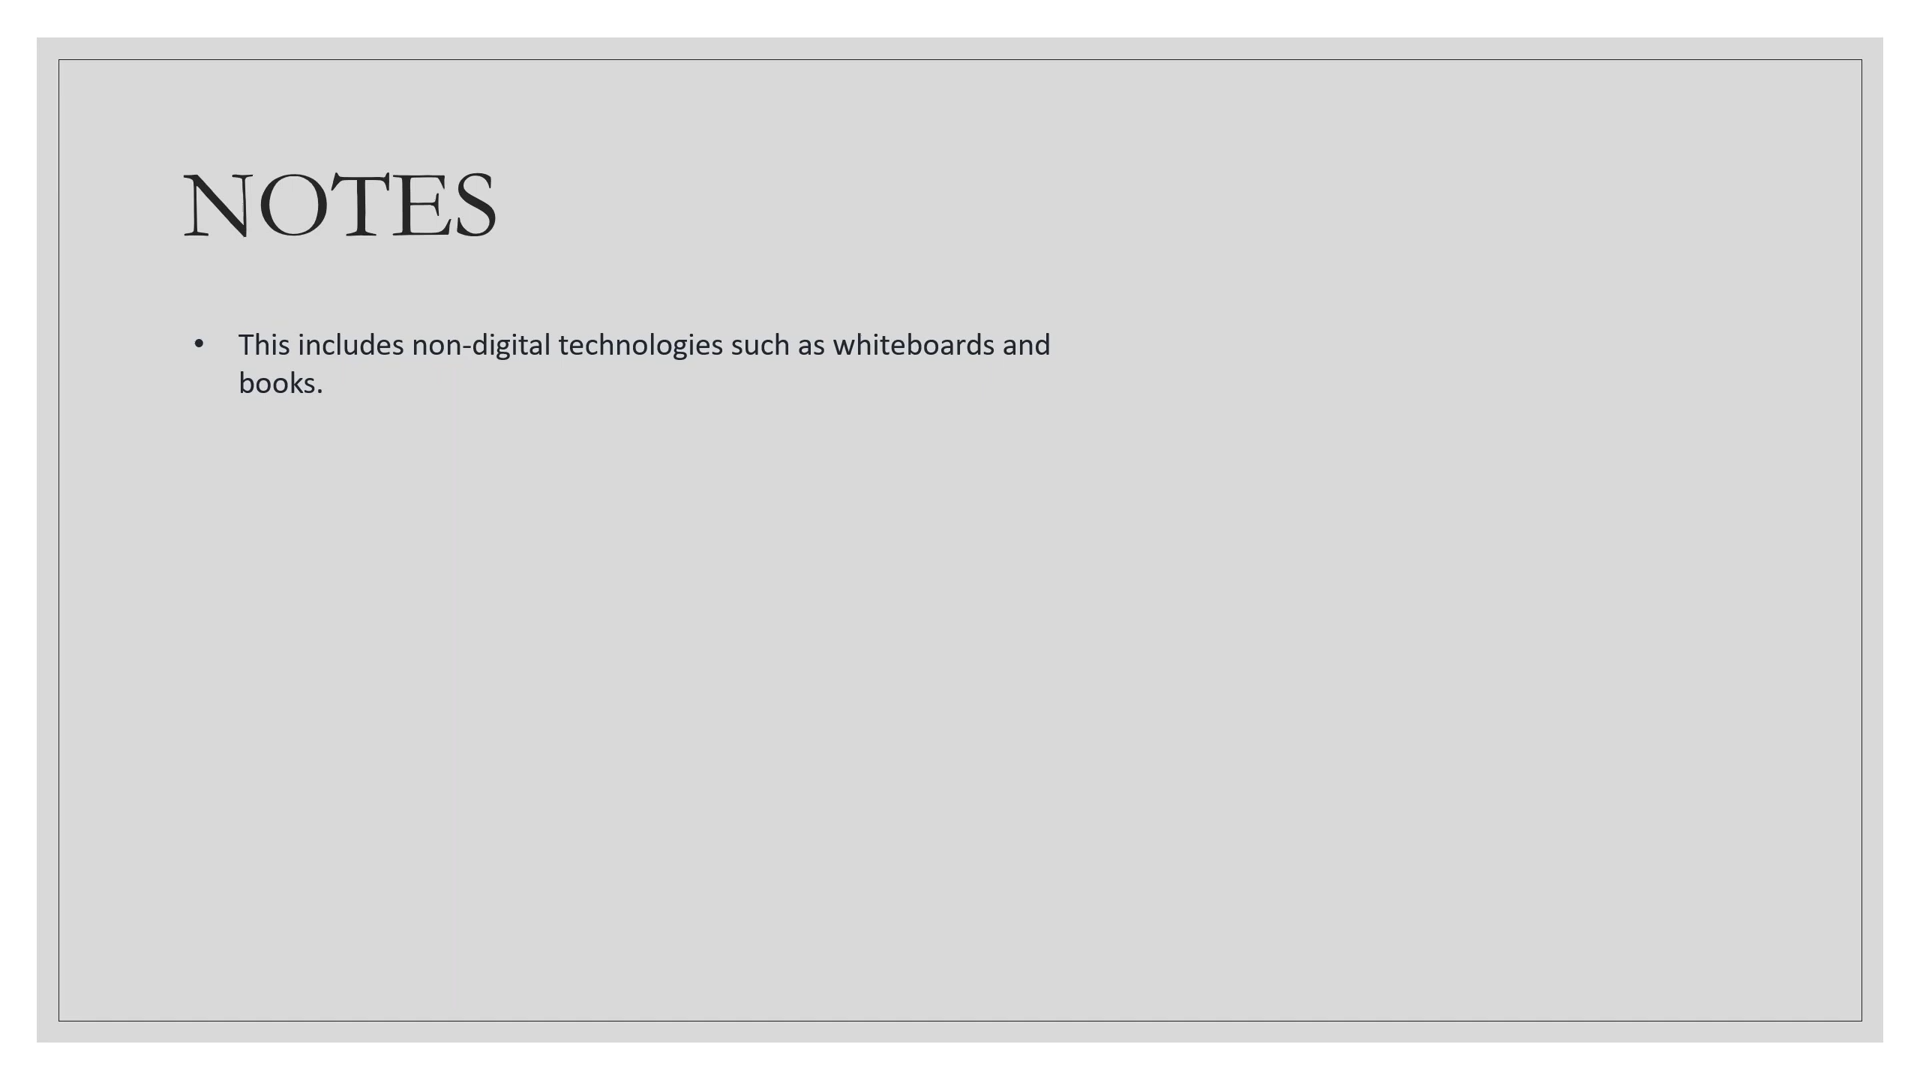 NOTES
• This includes non-digital technologies such as whiteboards and
books.